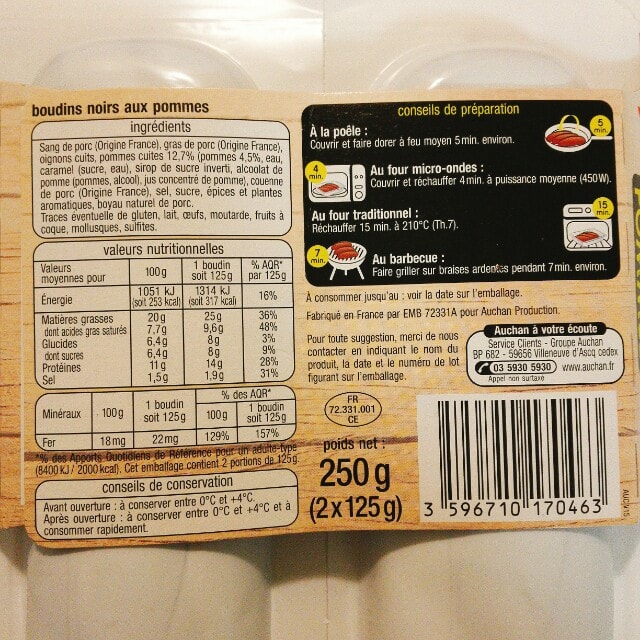 boudins noirs aux pommes
ingrédients
Sang de porc (Origine France), gras de porc (Origine France),
oignons cuits, pommes cuites 12,7% (pommes 4,5%, eau,
caramel (sucre, eau), sirop de sucre inverti, alcoolat de
pomme (pommes, alcool), jus concentré de pomme), couenne
de porc (Origine France), sel, sucre, épices et plantes
aromatiques, boyau naturel de porc.
Traces éventuelle de gluten, lait, œufs, moutarde, fruits à
coque, mollusques, sulfites.
valeurs nutritionnelles
Valeurs moyennes pour 100g 1 boudin soit 125g % AQR* par 125g
Énergie 1051 kJ (soit 253 kcal) 1314 kJ (soit 317 kcal) 16%
Matières grasses 20g 25g 36%
dont acides gras saturés 7,7g 9,6g 48%
Glucides 6,4g 8g 3%
dont sucres 6,4g 8g 9%
Protéines 11g 14g 28%
Sel 1,5g 1,9g 31%
% des AQR*
Minéraux 100g 1 boudin soit 125g 100g 1 boudin soit 125g
Fer 18mg 22mg 129% 157%
*% des Apports Quotidiens de Référence pour un adulte-type
(8400 KJ / 2000 kcal). Cet emballage contient 2 portions de 125g.
conseils de conservation
Avant ouverture : à conserver entre 0°C et +4°C.
Après ouverture : à conserver entre 0°C et +4°C et à
consommer rapidement.
conseils de préparation
À la poêle :
Couvrir et faire dorer à feu moyen 5min. environ.
5 min.
4 min.
Au four micro-ondes :
Couvrir et réchauffer 4min. à puissance moyenne (450W).
Au four traditionnel :
Réchauffer 15 min. à 210°C (Th.7).
15 min.
7 min.
Au barbecue :
Faire griller sur braises ardentes pendant 7min. environ.
À consommer jusqu'au : voir la date sur l'emballage.
Fabriqué en France par EMB 72331A pour Auchan Production.
Pour toute suggestion, merci de nous
contacter en indiquant le nom du
produit, la date et le numéro de lot
figurant sur l'emballage.
Auchan à votre écoute
Service Clients - Groupe Auchan
BP 682 - 59656 Villeneuve d'Ascq cedex
03 5930 5930 www.auchan.fr
Appel non surtaxé
FR
72.331.001
CE
poids net :
250g
(2x125g)
3 596710 170463